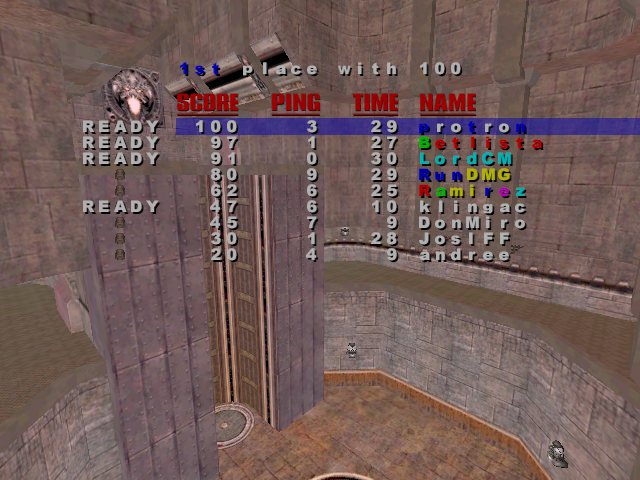 1st place with 100
SCORE PING TIME NAME
READY 100 3 29 protron
READY 97 1 27 Betlista
READY 91 0 30 LordCM
80 9 29 RunDMG
62 6 25 Ramirez
READY 47 6 10 klingac
45 7 9 DonMiro
30 1 28 JosIFF
20 4 9 andree